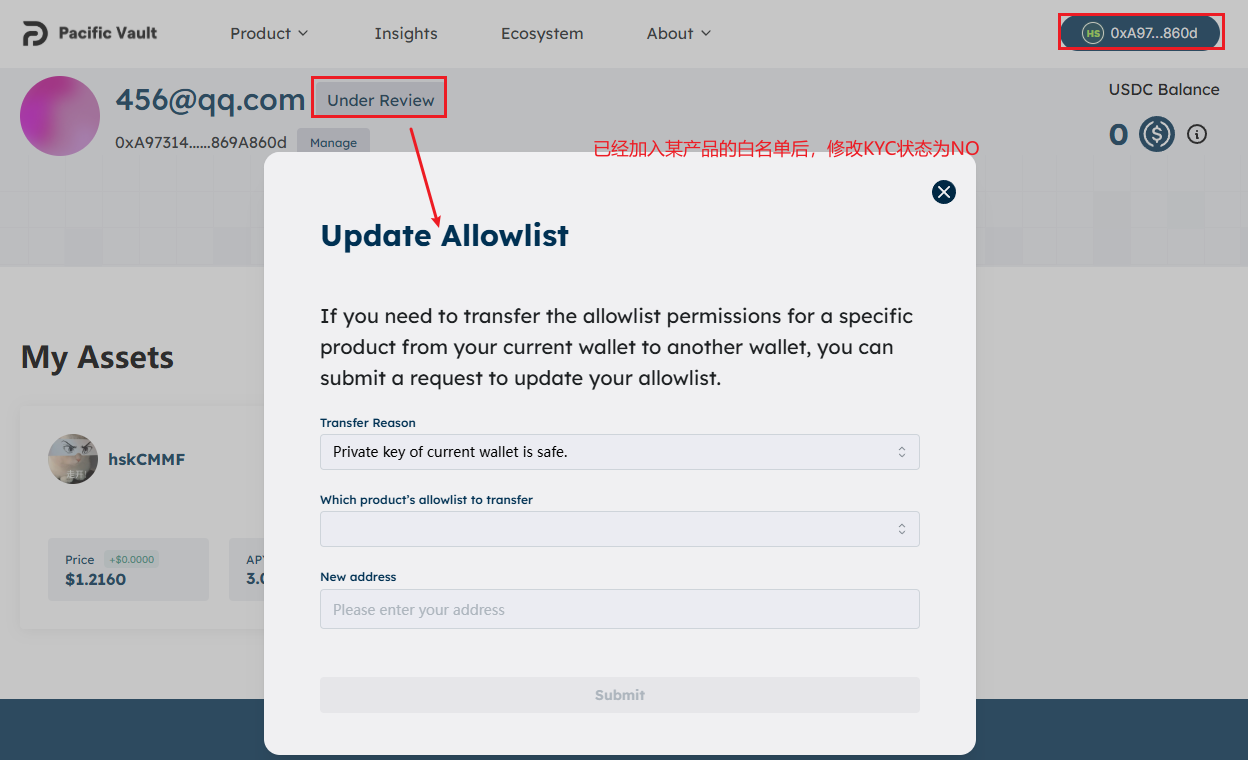 Pacific Vault
Product
Insights
Ecosystem
About
HS 0xA97...860d
456@qq.com
Under Review
USDC Balance
0xA97314......869A860d
Manage
0
已经加入某产品的白名单后，修改KYC状态为NO
Update Allowlist
If you need to transfer the allowlist permissions for a specific
product from your current wallet to another wallet, you can
submit a request to update your allowlist.
My Assets
Transfer Reason
Private key of current wallet is safe.
hskCMMF
Which product's allowlist to transfer
Price +$0.0000
$1.2160
AP
3.0
New address
Please enter your address
Submit